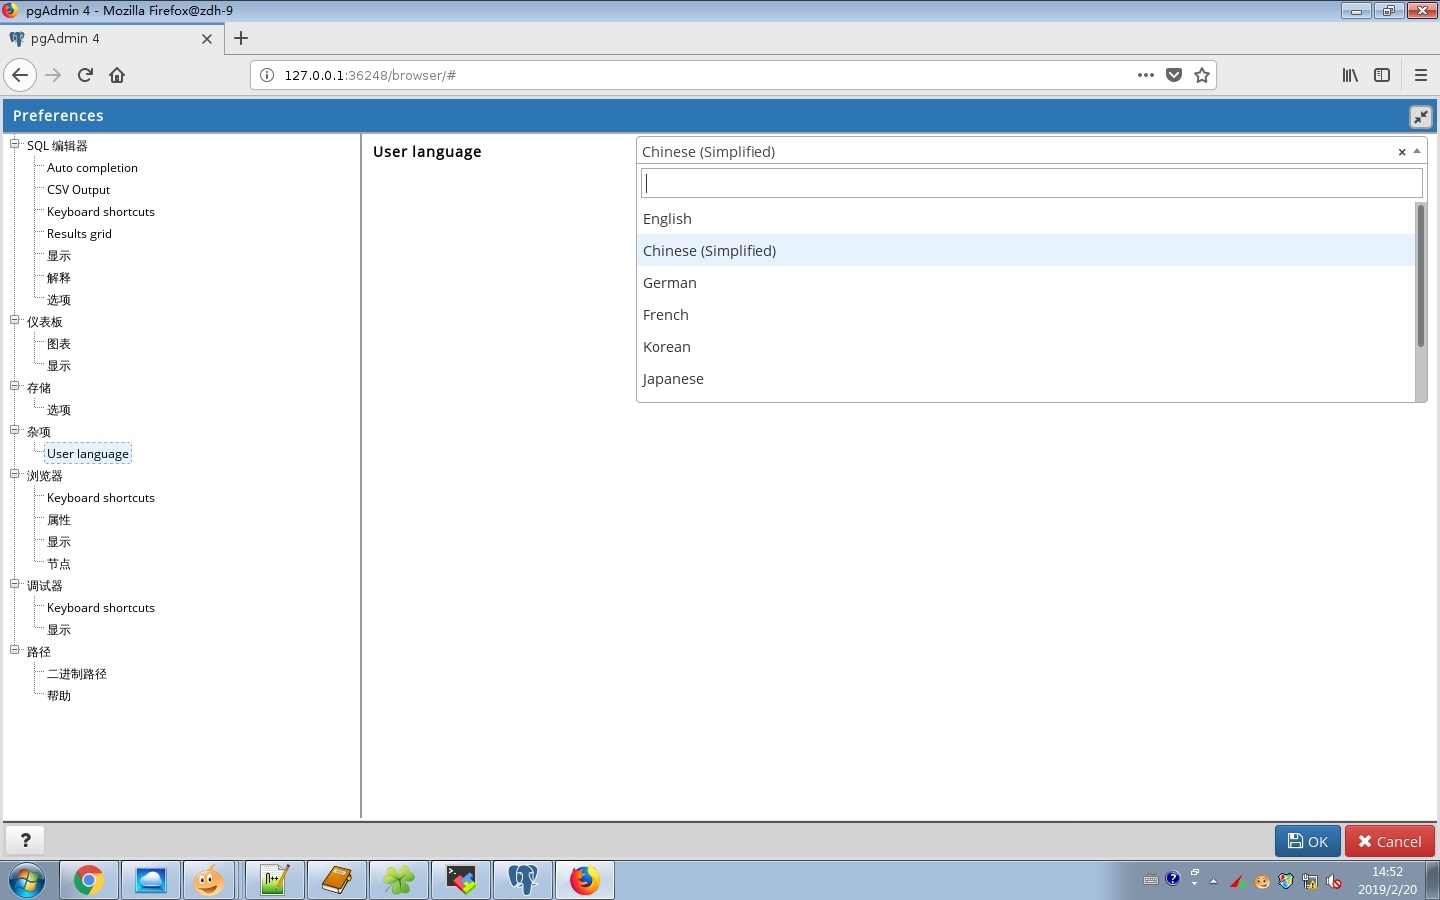 pgAdmin 4 - Mozilla Firefox@zdh-9
pgAdmin 4
127.0.0.1:36248/browser/#
Preferences
SQL 编辑器
Auto completion
CSV Output
Keyboard shortcuts
Results grid
显示
解释
选项
仪表板
图表
显示
存储
选项
杂项
User language
浏览器
Keyboard shortcuts
属性
显示
节点
调试器
Keyboard shortcuts
显示
路径
二进制路径
帮助
User language
Chinese (Simplified)
English
Chinese (Simplified)
German
French
Korean
Japanese
?
OK
Cancel
14:52
2019/2/20